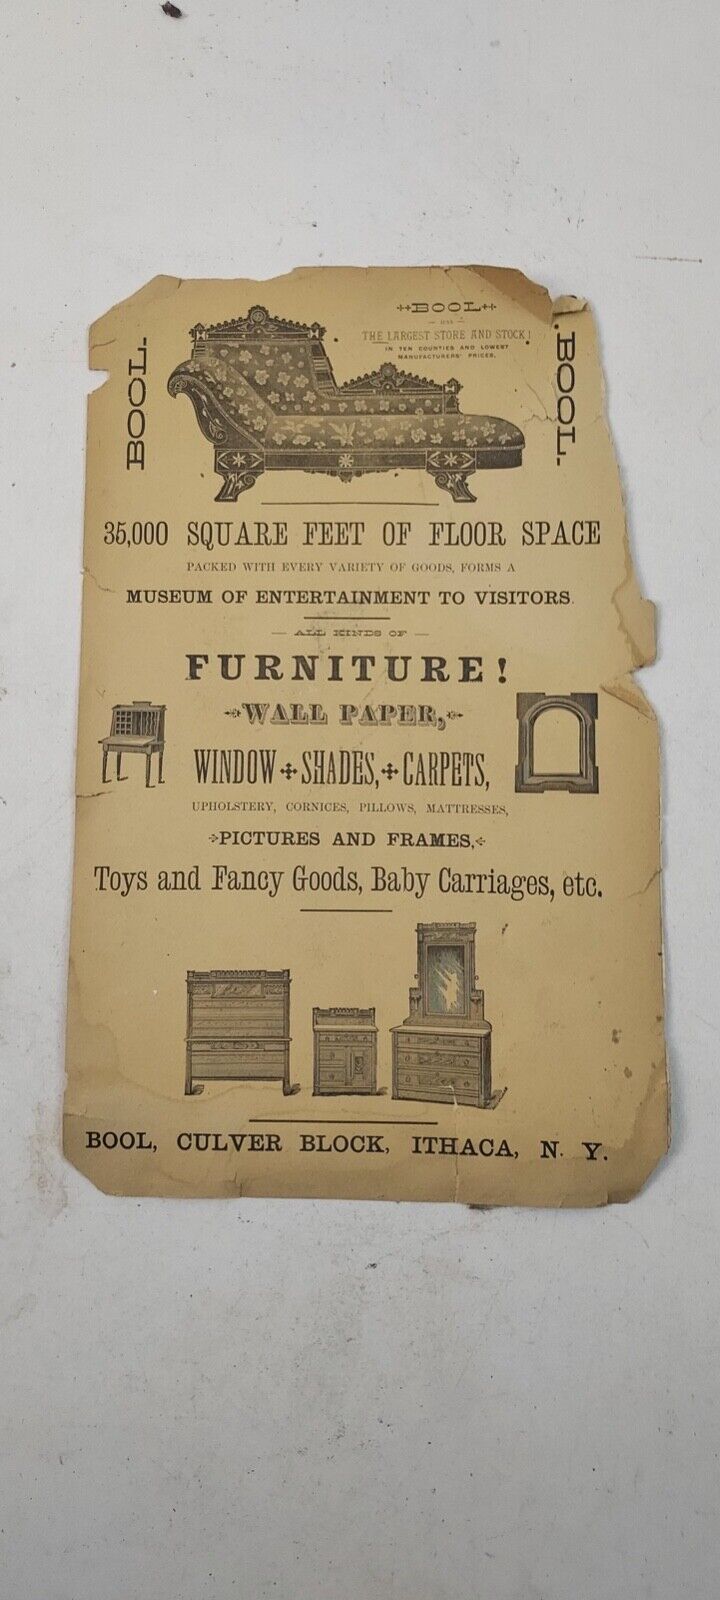 BOOL.
++BOOL++
— HAS —
THE LARGEST STORE AND STOCK!
IN TEN COUNTIES AND LOWEST
MANUFACTURERS' PRICES.
BOOL.
35,000 SQUARE FEET OF FLOOR SPACE
PACKED WITH EVERY VARIETY OF GOODS, FORMS A
MUSEUM OF ENTERTAINMENT TO VISITORS.
— ALL KINDS OF —
FURNITURE!
WALL PAPER,
WINDOW SHADES, CARPETS,
UPHOLSTERY, CORNICES, PILLOWS, MATTRESSES,
PICTURES AND FRAMES,
Toys and Fancy Goods, Baby Carriages, etc.
BOOL, CULVER BLOCK, ITHACA, N. Y.